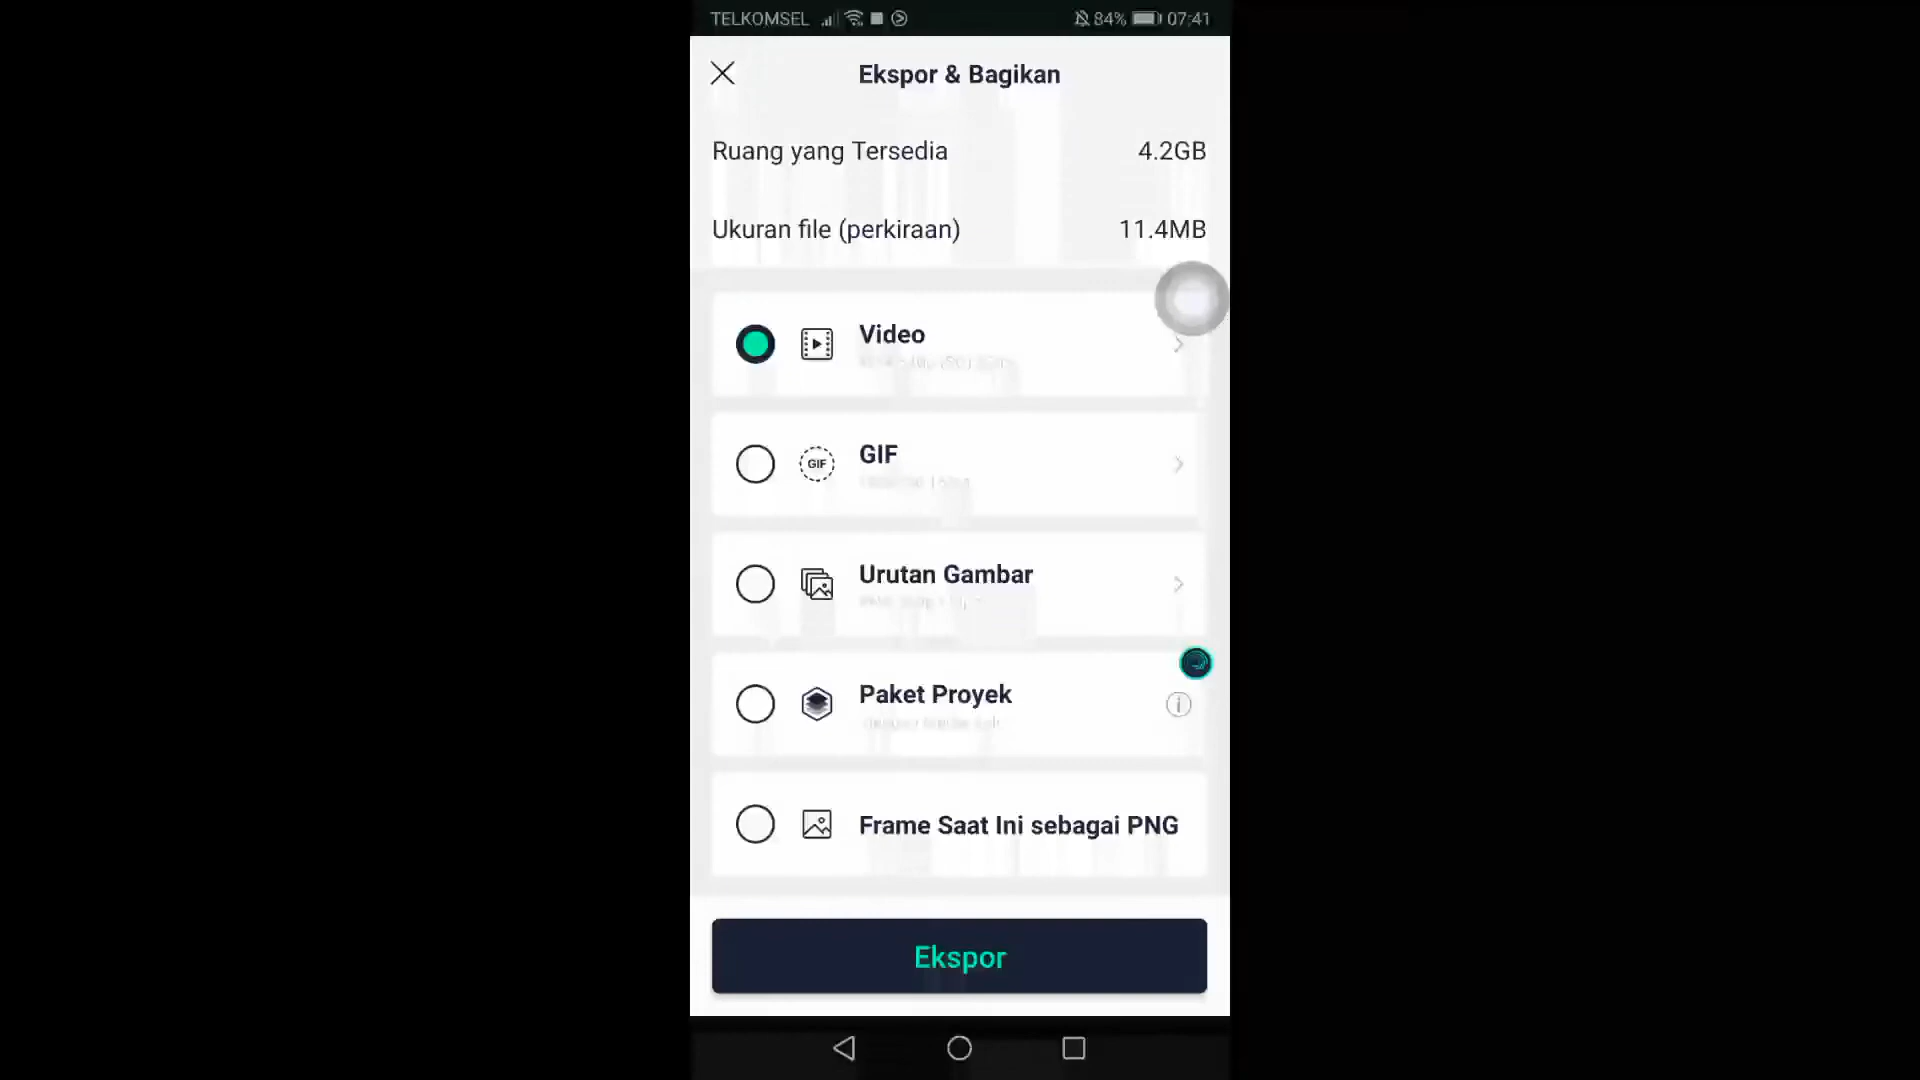 TELKOMSEL 84% 07:41
Ekspor & Bagikan
Ruang yang Tersedia 4.2GB
Ukuran file (perkiraan) 11.4MB
Video
GIF
GIF
Urutan Gambar
Paket Proyek
Frame Saat Ini sebagai PNG
Ekspor